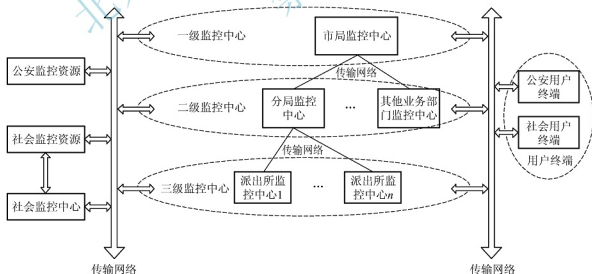 一级监控中心
市局监控中心
传输网络
公安监控资源
二级监控中心
分局监控
中心
...
其他业务部
门监控中心
公安用户
终端
社会监控资源
社会用户
终端
用户终端
传输网络
社会监控中心
三级监控中心
派出所监
控中心1
...
派出所监
控中心n
传输网络
传输网络